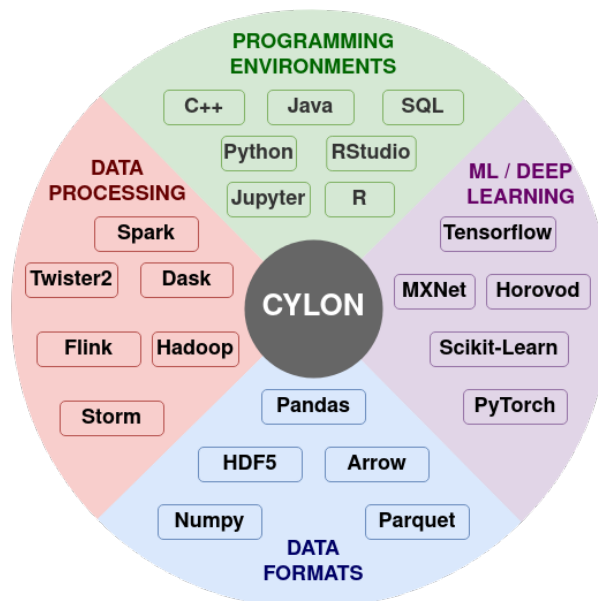 PROGRAMMING
ENVIRONMENTS
C++ Java SQL
Python RStudio
Jupyter R
DATA
PROCESSING
Spark
Twister2 Dask
Flink Hadoop
Storm
ML / DEEP
LEARNING
Tensorflow
MXNet Horovod
Scikit-Learn
PyTorch
CYLON
Pandas
HDF5 Arrow
Numpy Parquet
DATA
FORMATS